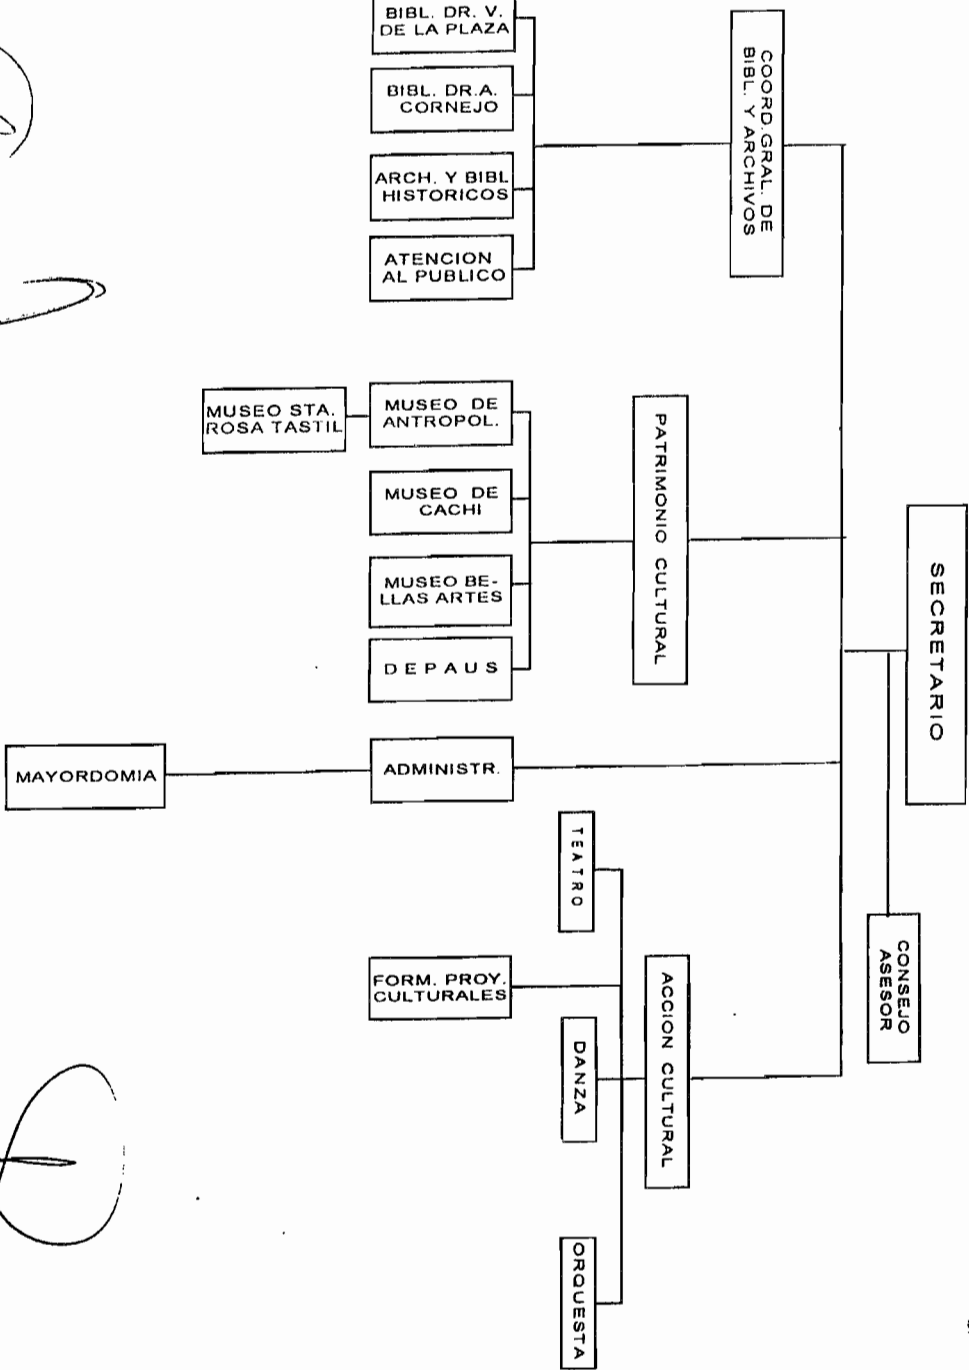 SECRETARIO
CONSEJO
ASESOR
COORD.GRAL. DE
BIBL. Y ARCHIVOS
PATRIMONIO CULTURAL
ACCION CULTURAL
BIBL. DR. V.
DE LA PLAZA
BIBL. DR.A.
CORNEJO
ARCH. Y BIBL
HISTORICOS
ATENCION
AL PUBLICO
MUSEO DE
ANTROPOL.
MUSEO STA.
ROSA TASTIL
MUSEO DE
CACHI
MUSEO BE-
LLAS ARTES
D E P A U S
ADMINISTR.
MAYORDOMIA
TEATRO
FORM. PROY.
CULTURALES
DANZA
ORQUESTA